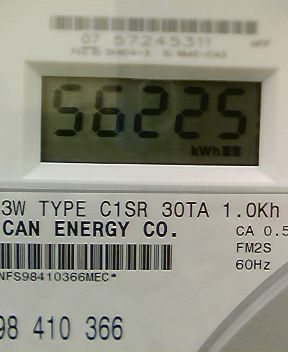 07 57245311
56225
kWh
3W TYPE C1SR 30TA 1.0Kh
CAN ENERGY CO.
CA 0.5
FM2S
60Hz
NFS98410366MEC*
98 410 366